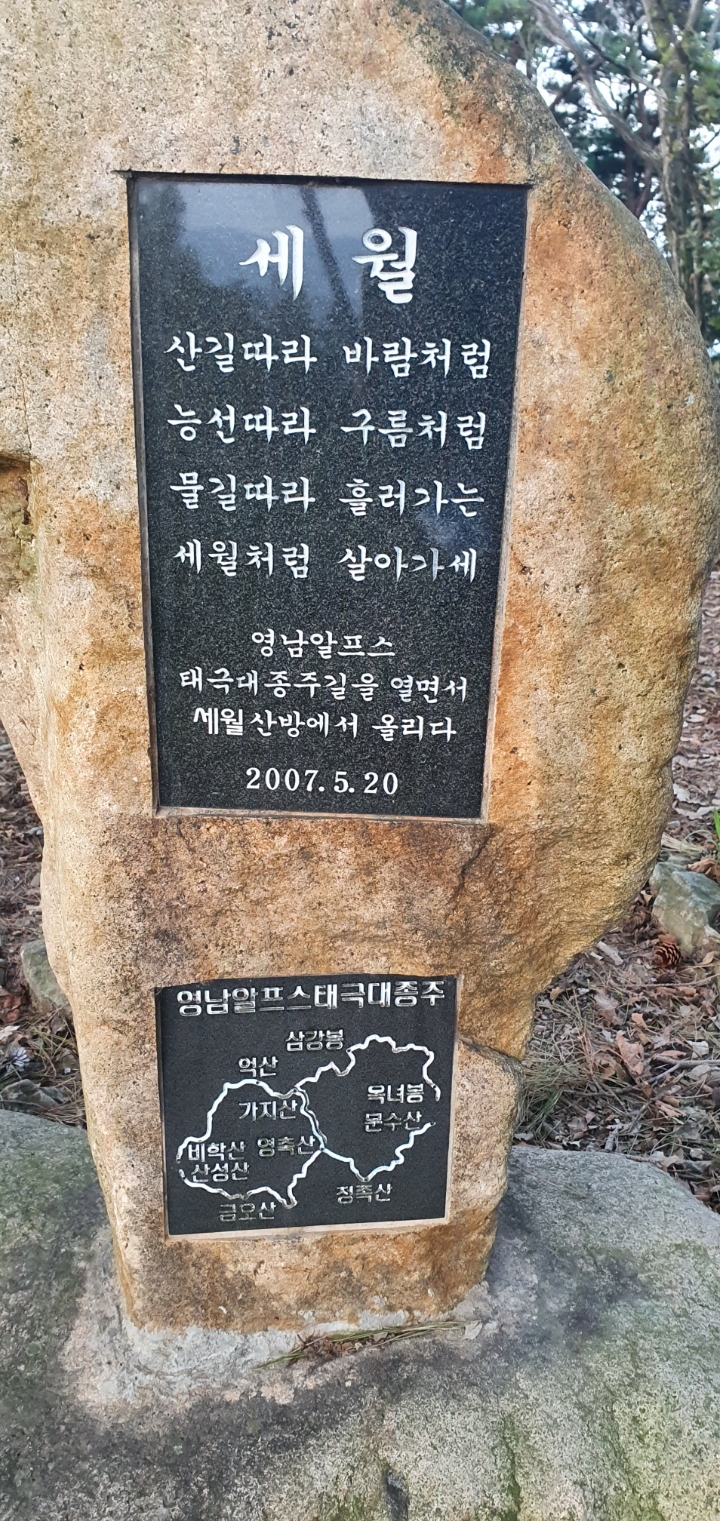 세 월
산길따라 바람처럼
능선따라 구름처럼
물길따라 흘러가는
세월처럼 살아가세
영남알프스
태극대종주길을 열면서
세월산방에서 올리다
2007. 5. 20
영남알프스태극대종주
삼강봉
억산
옥녀봉
가지산
문수산
비학산 영축산
산성산
정족산
금오산